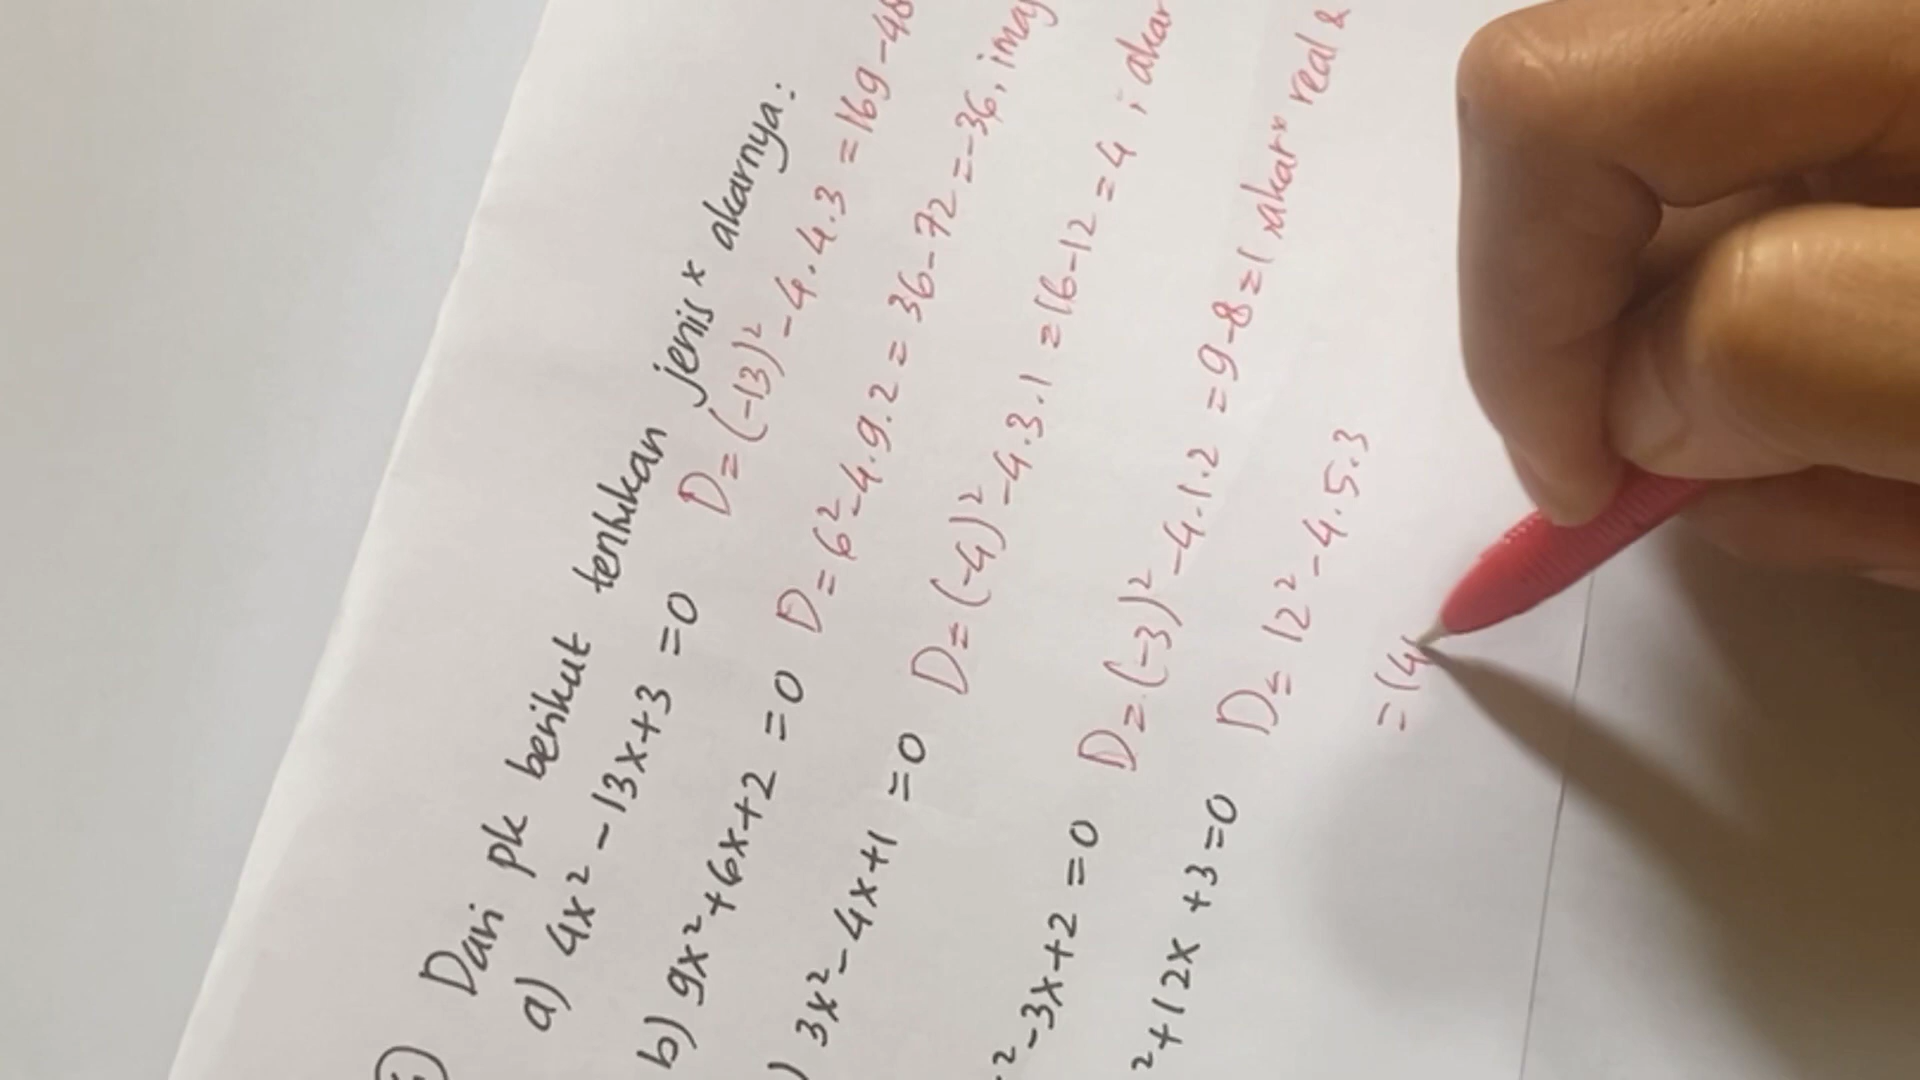 Dari pk berikut tentukan jenis x akarnya:
a) 4x² - 13x + 3 = 0 D = (-13)² - 4.4.3 = 169 - 48
b) 9x² + 6x + 2 = 0 D = 6² - 4.9.2 = 36 - 72 = -36, imag
) 3x² - 4x + 1 = 0 D = (-4)² - 4.3.1 = 16 - 12 = 4, akar
² - 3x + 2 = 0 D = (-3)² - 4.1.2 = 9 - 8 = 1, akar" real &
² + 12x + 3 = 0 D = 12² - 4.5.3
= 14